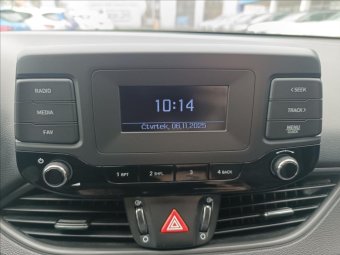 RADIO
MEDIA
FAV
10:14
Čtvrtek, 06.11.2025
< SEEK
TRACK >
MENU
CLOCK
1 RPT
2 SHFL
3
4 BACK